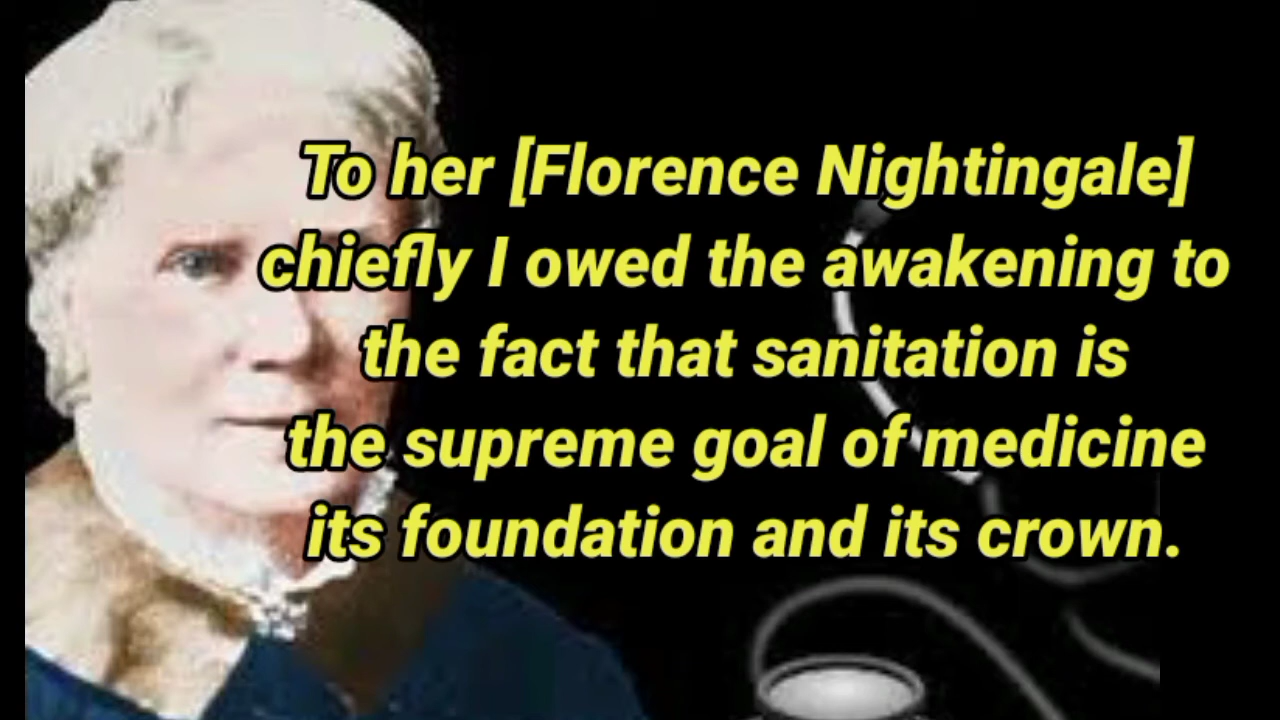 To her [Florence Nightingale]
chiefly I owed the awakening to
the fact that sanitation is
the supreme goal of medicine
its foundation and its crown.